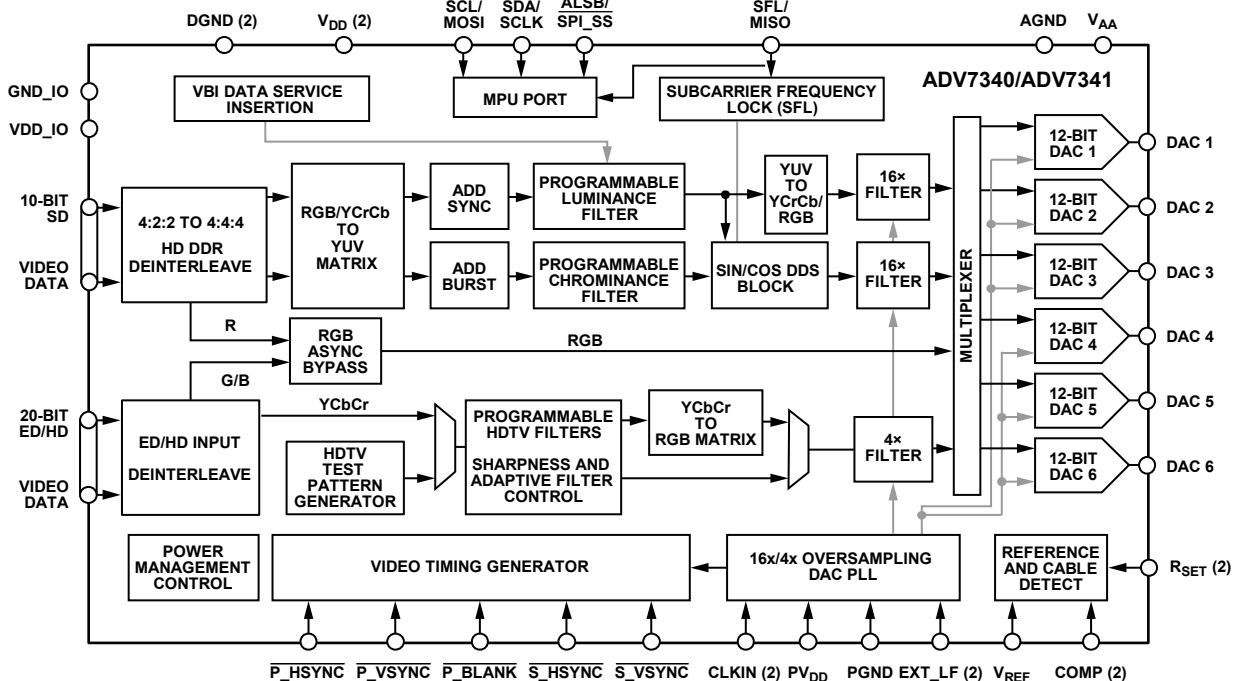 DGND (2)
VDD (2)
SCL/
MOSI
SDA/
SCLK
ALSB/
SPI_SS
SFL/
MISO
AGND
VAA
GND_IO
VDD_IO
VBI DATA SERVICE
INSERTION
MPU PORT
SUBCARRIER FREQUENCY
LOCK (SFL)
ADV7340/ADV7341
10-BIT
SD
VIDEO
DATA
4:2:2 TO 4:4:4
HD DDR
DEINTERLEAVE
RGB/YCrCb
TO
YUV
MATRIX
ADD
SYNC
PROGRAMMABLE
LUMINANCE
FILTER
YUV
TO
YCrCb/
RGB
16×
FILTER
ADD
BURST
PROGRAMMABLE
CHROMINANCE
FILTER
SIN/COS DDS
BLOCK
16×
FILTER
MULTIPLEXER
12-BIT
DAC 1
DAC 1
12-BIT
DAC 2
DAC 2
12-BIT
DAC 3
DAC 3
12-BIT
DAC 4
DAC 4
12-BIT
DAC 5
DAC 5
12-BIT
DAC 6
DAC 6
R
G/B
RGB
ASYNC
BYPASS
RGB
20-BIT
ED/HD
VIDEO
DATA
ED/HD INPUT
DEINTERLEAVE
YCbCr
HDTV
TEST
PATTERN
GENERATOR
PROGRAMMABLE
HDTV FILTERS
SHARPNESS AND
ADAPTIVE FILTER
CONTROL
YCbCr
TO
RGB MATRIX
4×
FILTER
POWER
MANAGEMENT
CONTROL
VIDEO TIMING GENERATOR
16x/4x OVERSAMPLING
DAC PLL
REFERENCE
AND CABLE
DETECT
RSET (2)
P_HSYNC
P_VSYNC
P_BLANK
S_HSYNC
S_VSYNC
CLKIN (2)
PVDD
PGND
EXT_LF (2)
VREF
COMP (2)